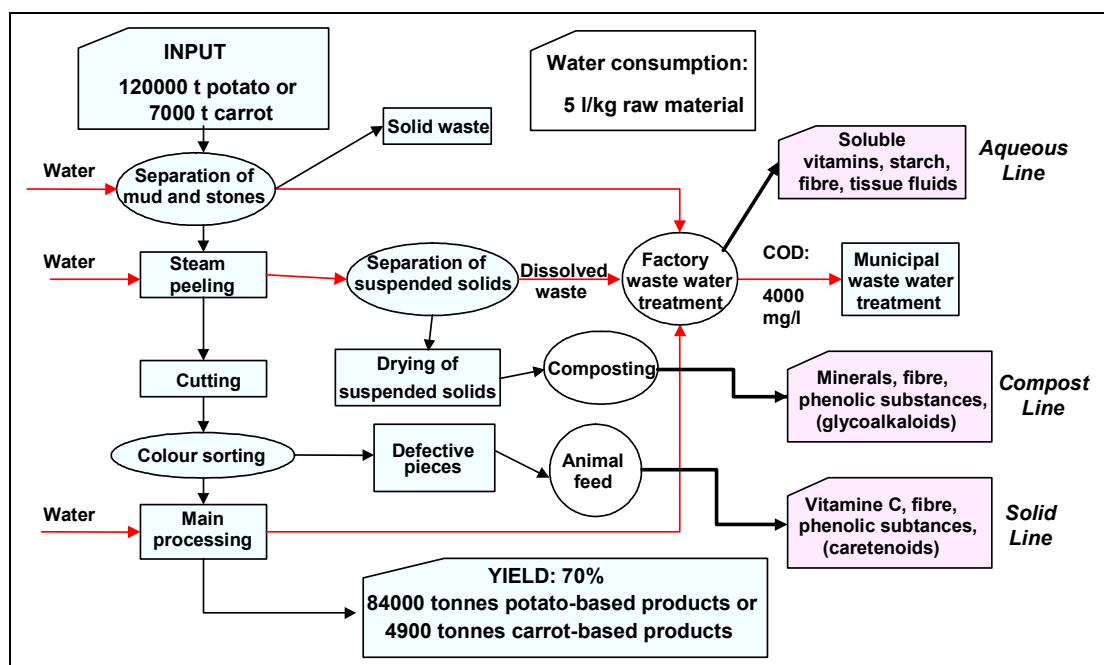 INPUT
120000 t potato or
7000 t carrot
Water consumption:
5 l/kg raw material
Solid waste
Soluble
vitamins, starch,
fibre, tissue fluids
Aqueous
Line
Water
Separation of
mud and stones
Water
Steam
peeling
Separation of
suspended solids
Dissolved
waste
Factory
waste water
treatment
COD:
4000
mg/l
Municipal
waste water
treatment
Drying of
suspended solids
Composting
Minerals, fibre,
phenolic substances,
(glycoalkaloids)
Compost
Line
Cutting
Colour sorting
Defective
pieces
Animal
feed
Vitamine C, fibre,
phenolic subtances,
(caretenoids)
Solid
Line
Water
Main
processing
YIELD: 70%
84000 tonnes potato-based products or
4900 tonnes carrot-based products